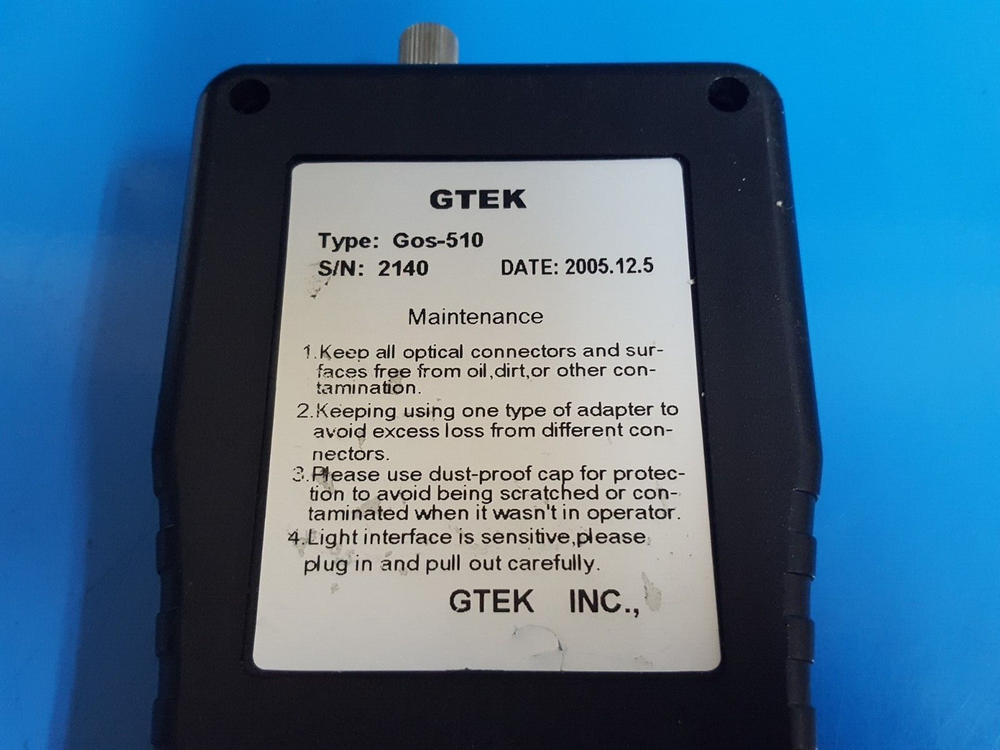 GTEK
Type: Gos-510
S/N: 2140 DATE: 2005.12.5
Maintenance
1.Keep all optical connectors and sur-
faces free from oil,dirt,or other con-
tamination.
2.Keeping using one type of adapter to
avoid excess loss from different con-
nectors.
3.Please use dust-proof cap for protec-
tion to avoid being scratched or con-
taminated when it wasn't in operator.
4.Light interface is sensitive,please
plug in and pull out carefully.
GTEK INC.,